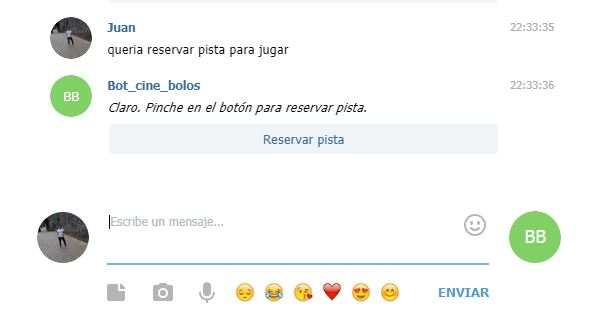 Juan 22:33:35
queria reservar pista para jugar
BB Bot_cine_bolos 22:33:36
Claro. Pinche en el botón para reservar pista.
Reservar pista
Escribe un mensaje...
BB
ENVIAR